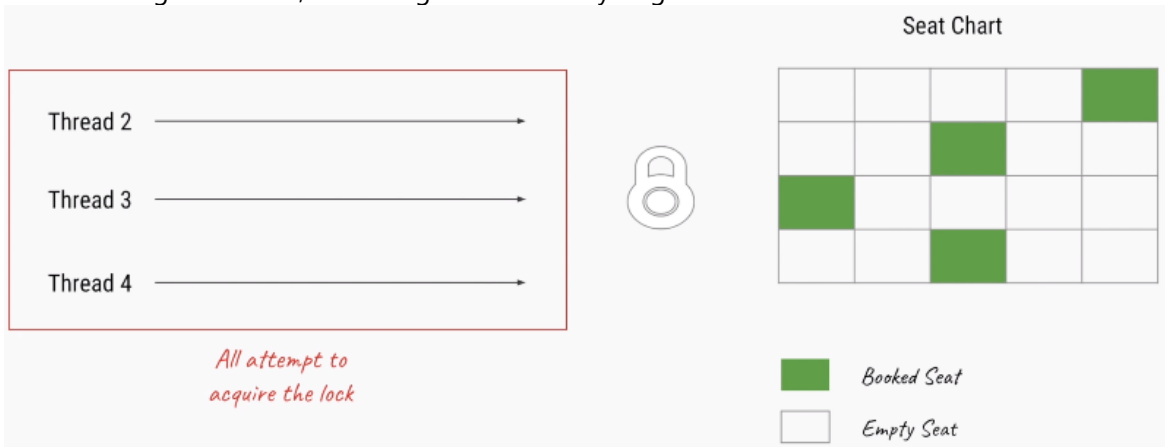 Seat Chart
Thread 2
Thread 3
Thread 4
All attempt to
acquire the lock
Booked Seat
Empty Seat